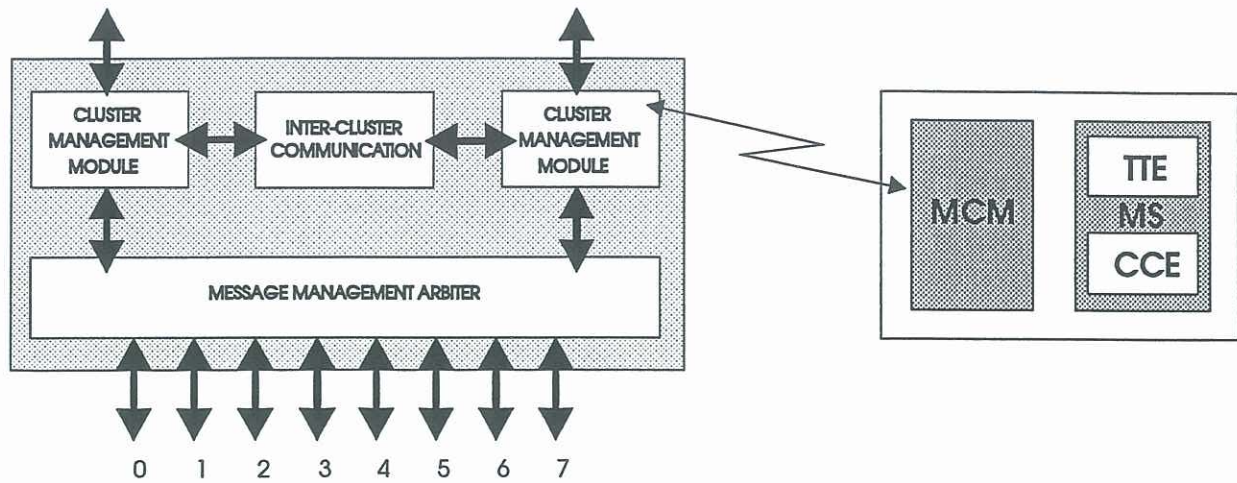 CLUSTER
MANAGEMENT
MODULE
INTER-CLUSTER
COMMUNICATION
CLUSTER
MANAGEMENT
MODULE
MESSAGE MANAGEMENT ARBITER
0 1 2 3 4 5 6 7
MCM
TTE
MS
CCE